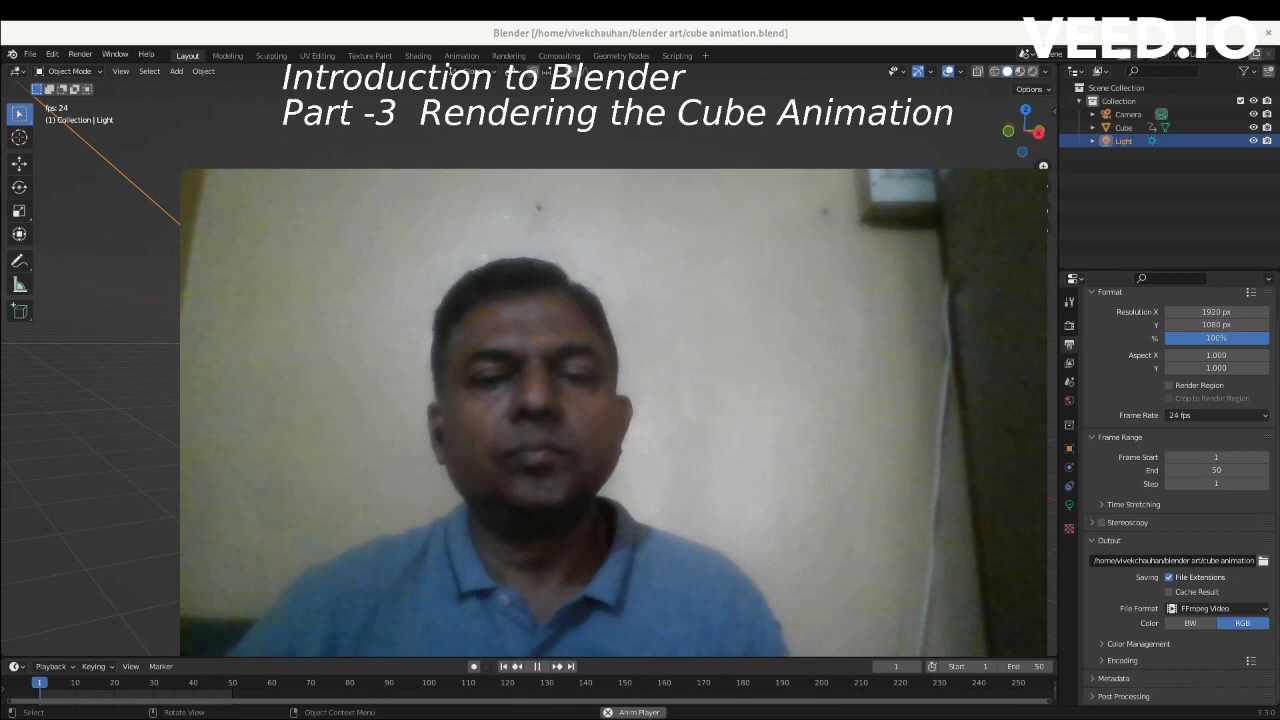 VEED.IO
Blender [/home/vivekchauhan/blender art/cube animation.blend]
File Edit Render Window Help Layout Modeling Sculpting UV Editing Texture Paint Shading Animation Rendering Compositing Geometry Nodes Scripting +
Object Mode View Select Add Object
Options
Introduction to Blender
Part -3 Rendering the Cube Animation
fps: 24
(1) Collection | Light
Z
X
Scene Collection
Collection
Camera
Cube
Light
Format
Resolution X 1920 px
Y 1080 px
% 100%
Aspect X 1.000
Y 1.000
Render Region
Crop to Render Region
Frame Rate 24 fps
Frame Range
Frame Start 1
End 50
Step 1
Time Stretching
Stereoscopy
Output
/home/vivekchauhan/blender art/cube animation
Saving File Extensions
Cache Result
File Format FFmpeg Video
Color BW RGB
Color Management
Encoding
Metadata
Post Processing
Playback Keying View Marker 1 Start 1 End 50
1 10 20 30 40 50 60 70 80 90 100 110 120 130 140 150 160 170 180 190 200 210 220 230 240 250
Select Rotate View Object Context Menu Anim Player 3.3.0